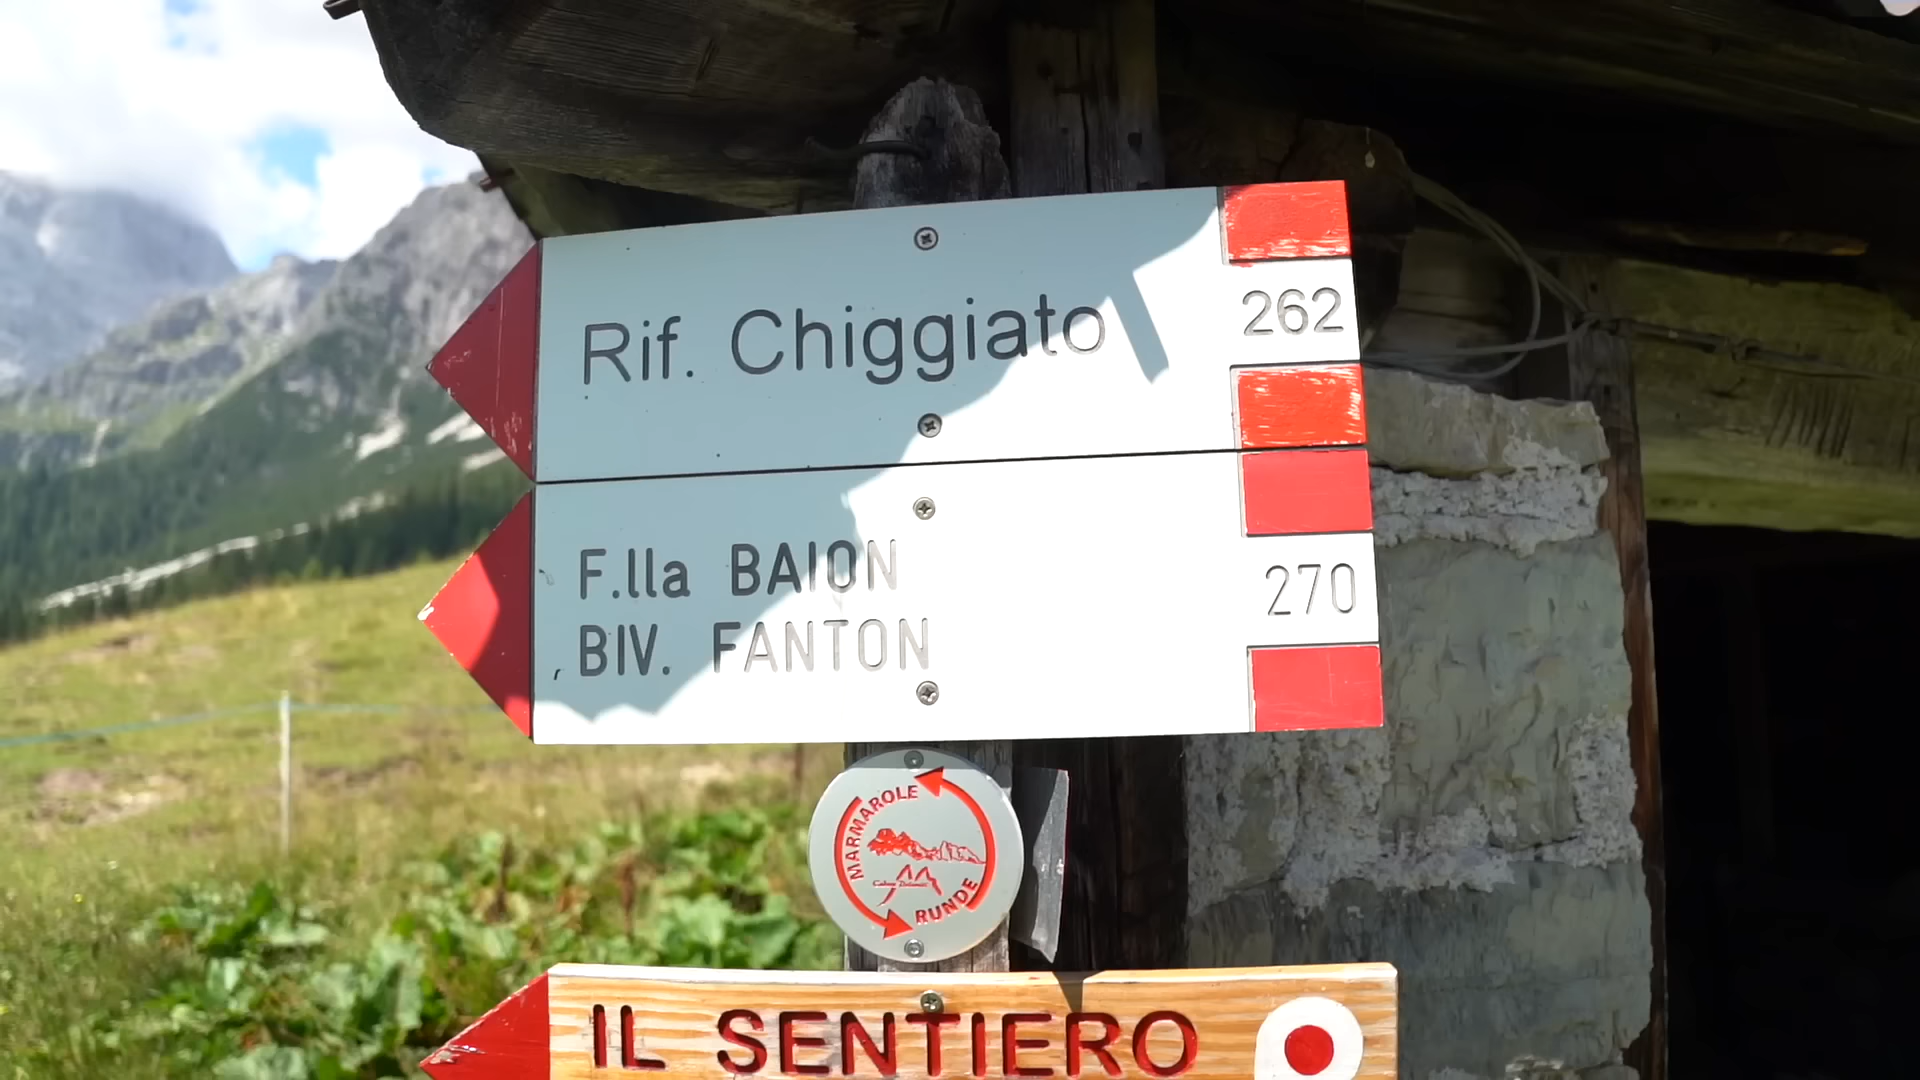 Rif. Chiggiato
262
F.lla BAION
270
BIV. FANTON
MARMAROLE
RUNDE
IL SENTIERO